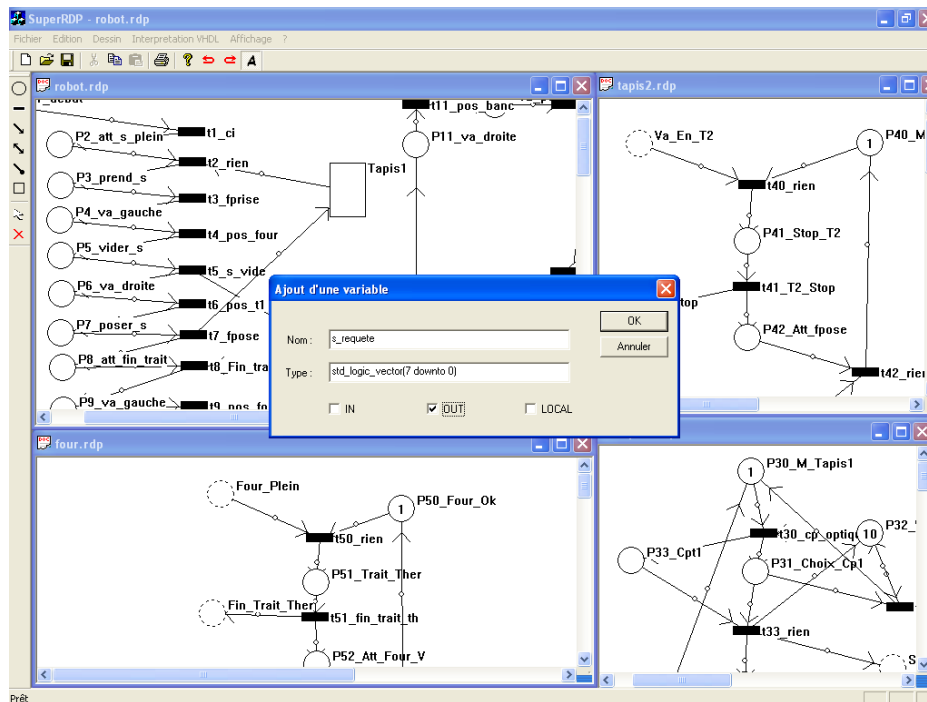 SuperRDP - robot.rdp
Fichier Edition Dessin Interpretation VHDL Affichage ?
robot.rdp
t1_ci
P2_att_s_plein
t2_rien
P3_prend_s
t3_fprise
P4_va_gauche
t4_pos_four
P5_vider_s
t5_s_vide
P6_va_droite
t6_pos_t1
P7_poser_s
t7_fpose
P8_att_fin_trait
t8_Fin_tra
P9_va_gauche
Tapis1
t11_pos_banc
P11_va_droite
tapis2.rdp
Va_En_T2
P40_M
1
t40_rien
P41_Stop_T2
t41_T2_Stop
P42_Att_fpose
t42_rien
Ajout d'une variable
Nom :
s_requete
OK
Annuler
Type :
std_logic_vector(7 downto 0)
IN
OUT
LOCAL
four.rdp
Four_Plein
P50_Four_Ok
1
t50_rien
P51_Trait_Ther
Fin_Trait_Ther
t51_fin_trait_th
P52_Att_Four_V
P30_M_Tapis1
1
t30_cp_optiq
10
P32_
P33_Cpt1
P31_Choix_Cp1
t33_rien
S
Prêt